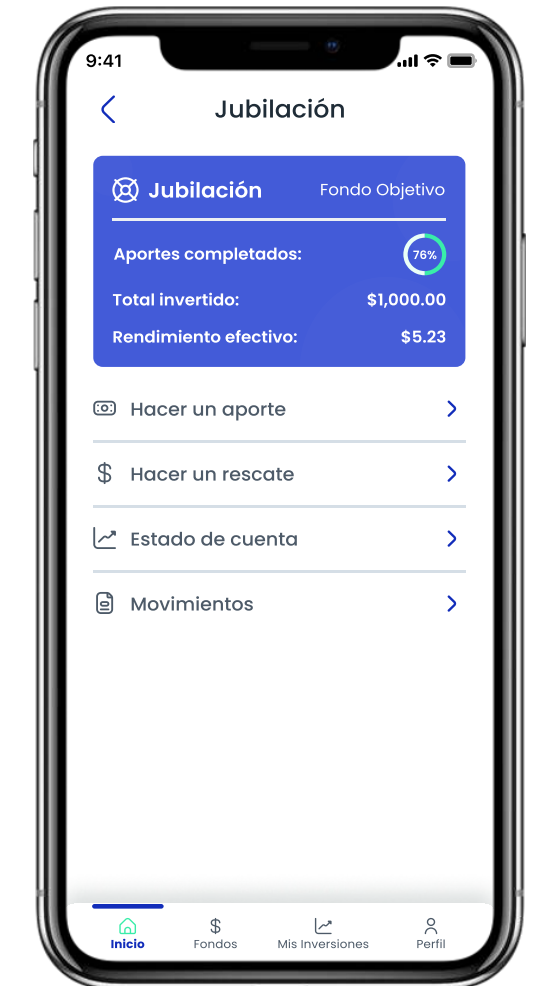 9:41
Jubilación
Jubilación Fondo Objetivo
Aportes completados: 76%
Total invertido: $1,000.00
Rendimiento efectivo: $5.23
Hacer un aporte
Hacer un rescate
Estado de cuenta
Movimientos
Inicio Fondos Mis Inversiones Perfil